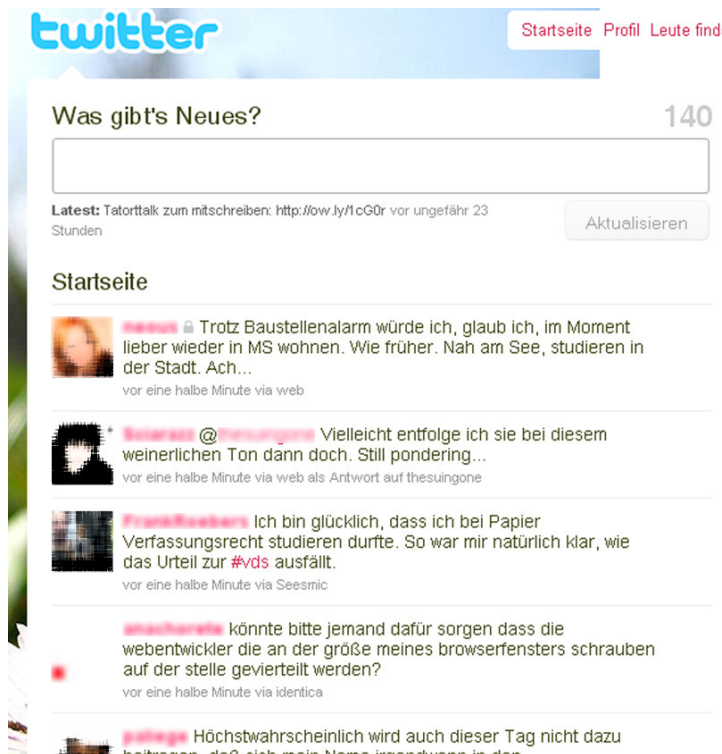 twitter
Startseite Profil Leute find
Was gibt's Neues?
140
Latest: Tatorttalk zum mitschreiben: http://ow.ly/1cG0r vor ungefähr 23
Stunden
Aktualisieren
Startseite
Trotz Baustellenalarm würde ich, glaub ich, im Moment
lieber wieder in MS wohnen. Wie früher. Nah am See, studieren in
der Stadt. Ach...
vor eine halbe Minute via web
@ Vielleicht entfolge ich sie bei diesem
weinerlichen Ton dann doch. Still pondering...
vor eine halbe Minute via web als Antwort auf thesuingone
Ich bin glücklich, dass ich bei Papier
Verfassungsrecht studieren durfte. So war mir natürlich klar, wie
das Urteil zur #vds ausfällt.
vor eine halbe Minute via Seesmic
könnte bitte jemand dafür sorgen dass die
webentwickler die an der größe meines browserfensters schrauben
auf der stelle gevierteilt werden?
vor eine halbe Minute via identica
Höchstwahrscheinlich wird auch dieser Tag nicht dazu